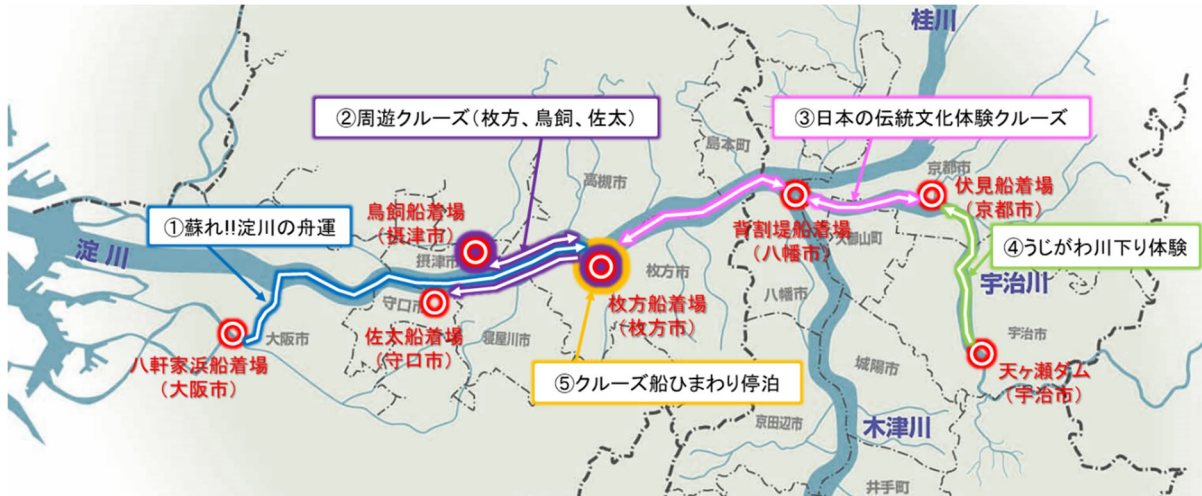 桂川
②周遊クルーズ(枚方、鳥飼、佐太)
③日本の伝統文化体験クルーズ
島本町
京都市
高槻市
伏見船着場
(京都市)
①蘇れ!!淀川の舟運
鳥飼船着場
(摂津市)
背割堤船着場
(八幡市)
④うじがわ川下り体験
淀川
摂津市
枚方市
宇治川
守口市
八幡市
枚方船着場
(枚方市)
大阪市
佐太船着場
(守口市)
寝屋川市
宇治市
八軒家浜船着場
(大阪市)
⑤クルーズ船ひまわり停泊
城陽市
天ヶ瀬ダム
(宇治市)
京田辺市
木津川
井手町